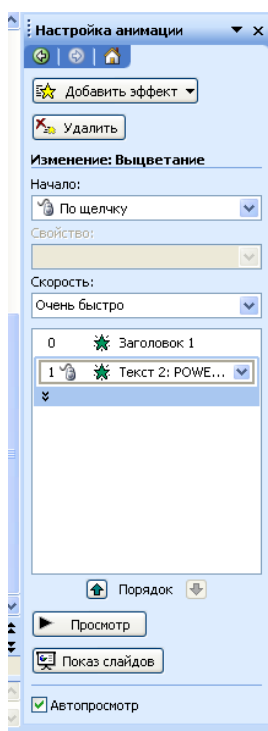 Настройка анимации
Добавить эффект
Удалить
Изменение: Выцветание
Начало:
По щелчку
Свойство:
Скорость:
Очень быстро
0 Заголовок 1
1 Текст 2: POWE...
Порядок
Просмотр
Показ слайдов
Автопросмотр